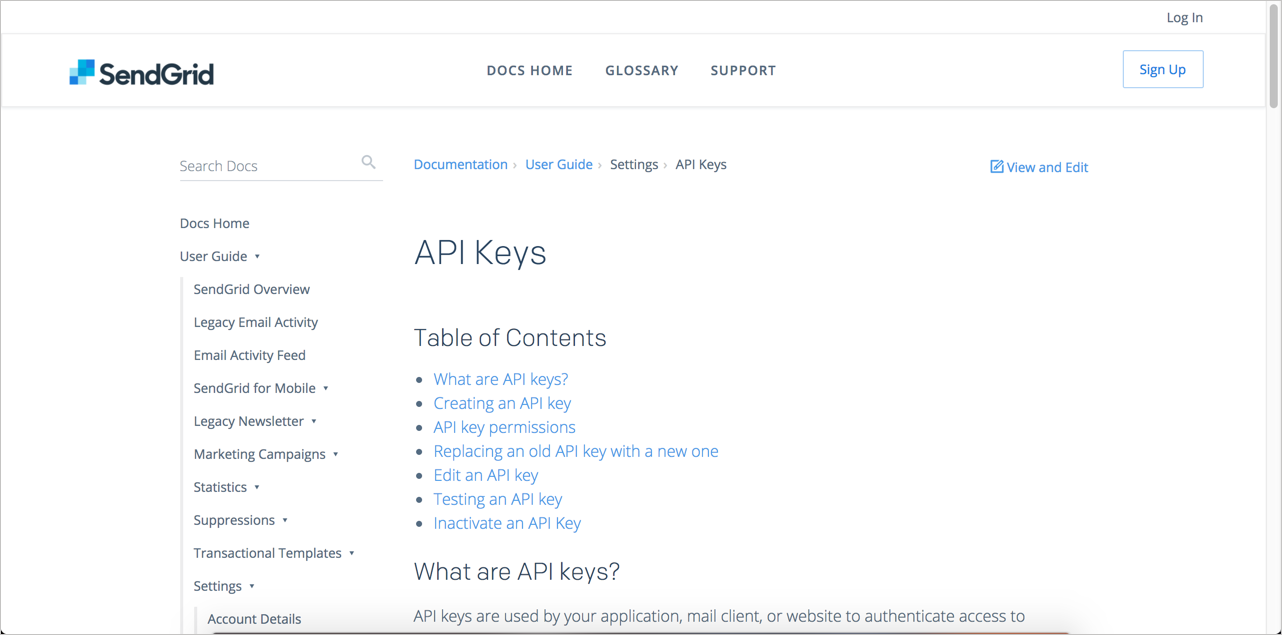 Log In
SendGrid
DOCS HOME GLOSSARY SUPPORT
Sign Up
Search Docs
Documentation › User Guide › Settings › API Keys
View and Edit
Docs Home
User Guide ▾
SendGrid Overview
Legacy Email Activity
Email Activity Feed
SendGrid for Mobile ▾
Legacy Newsletter ▾
Marketing Campaigns ▾
Statistics ▾
Suppressions ▾
Transactional Templates ▾
Settings ▾
Account Details
API Keys
Table of Contents
• What are API keys?
• Creating an API key
• API key permissions
• Replacing an old API key with a new one
• Edit an API key
• Testing an API key
• Inactivate an API Key
What are API keys?
API keys are used by your application, mail client, or website to authenticate access to